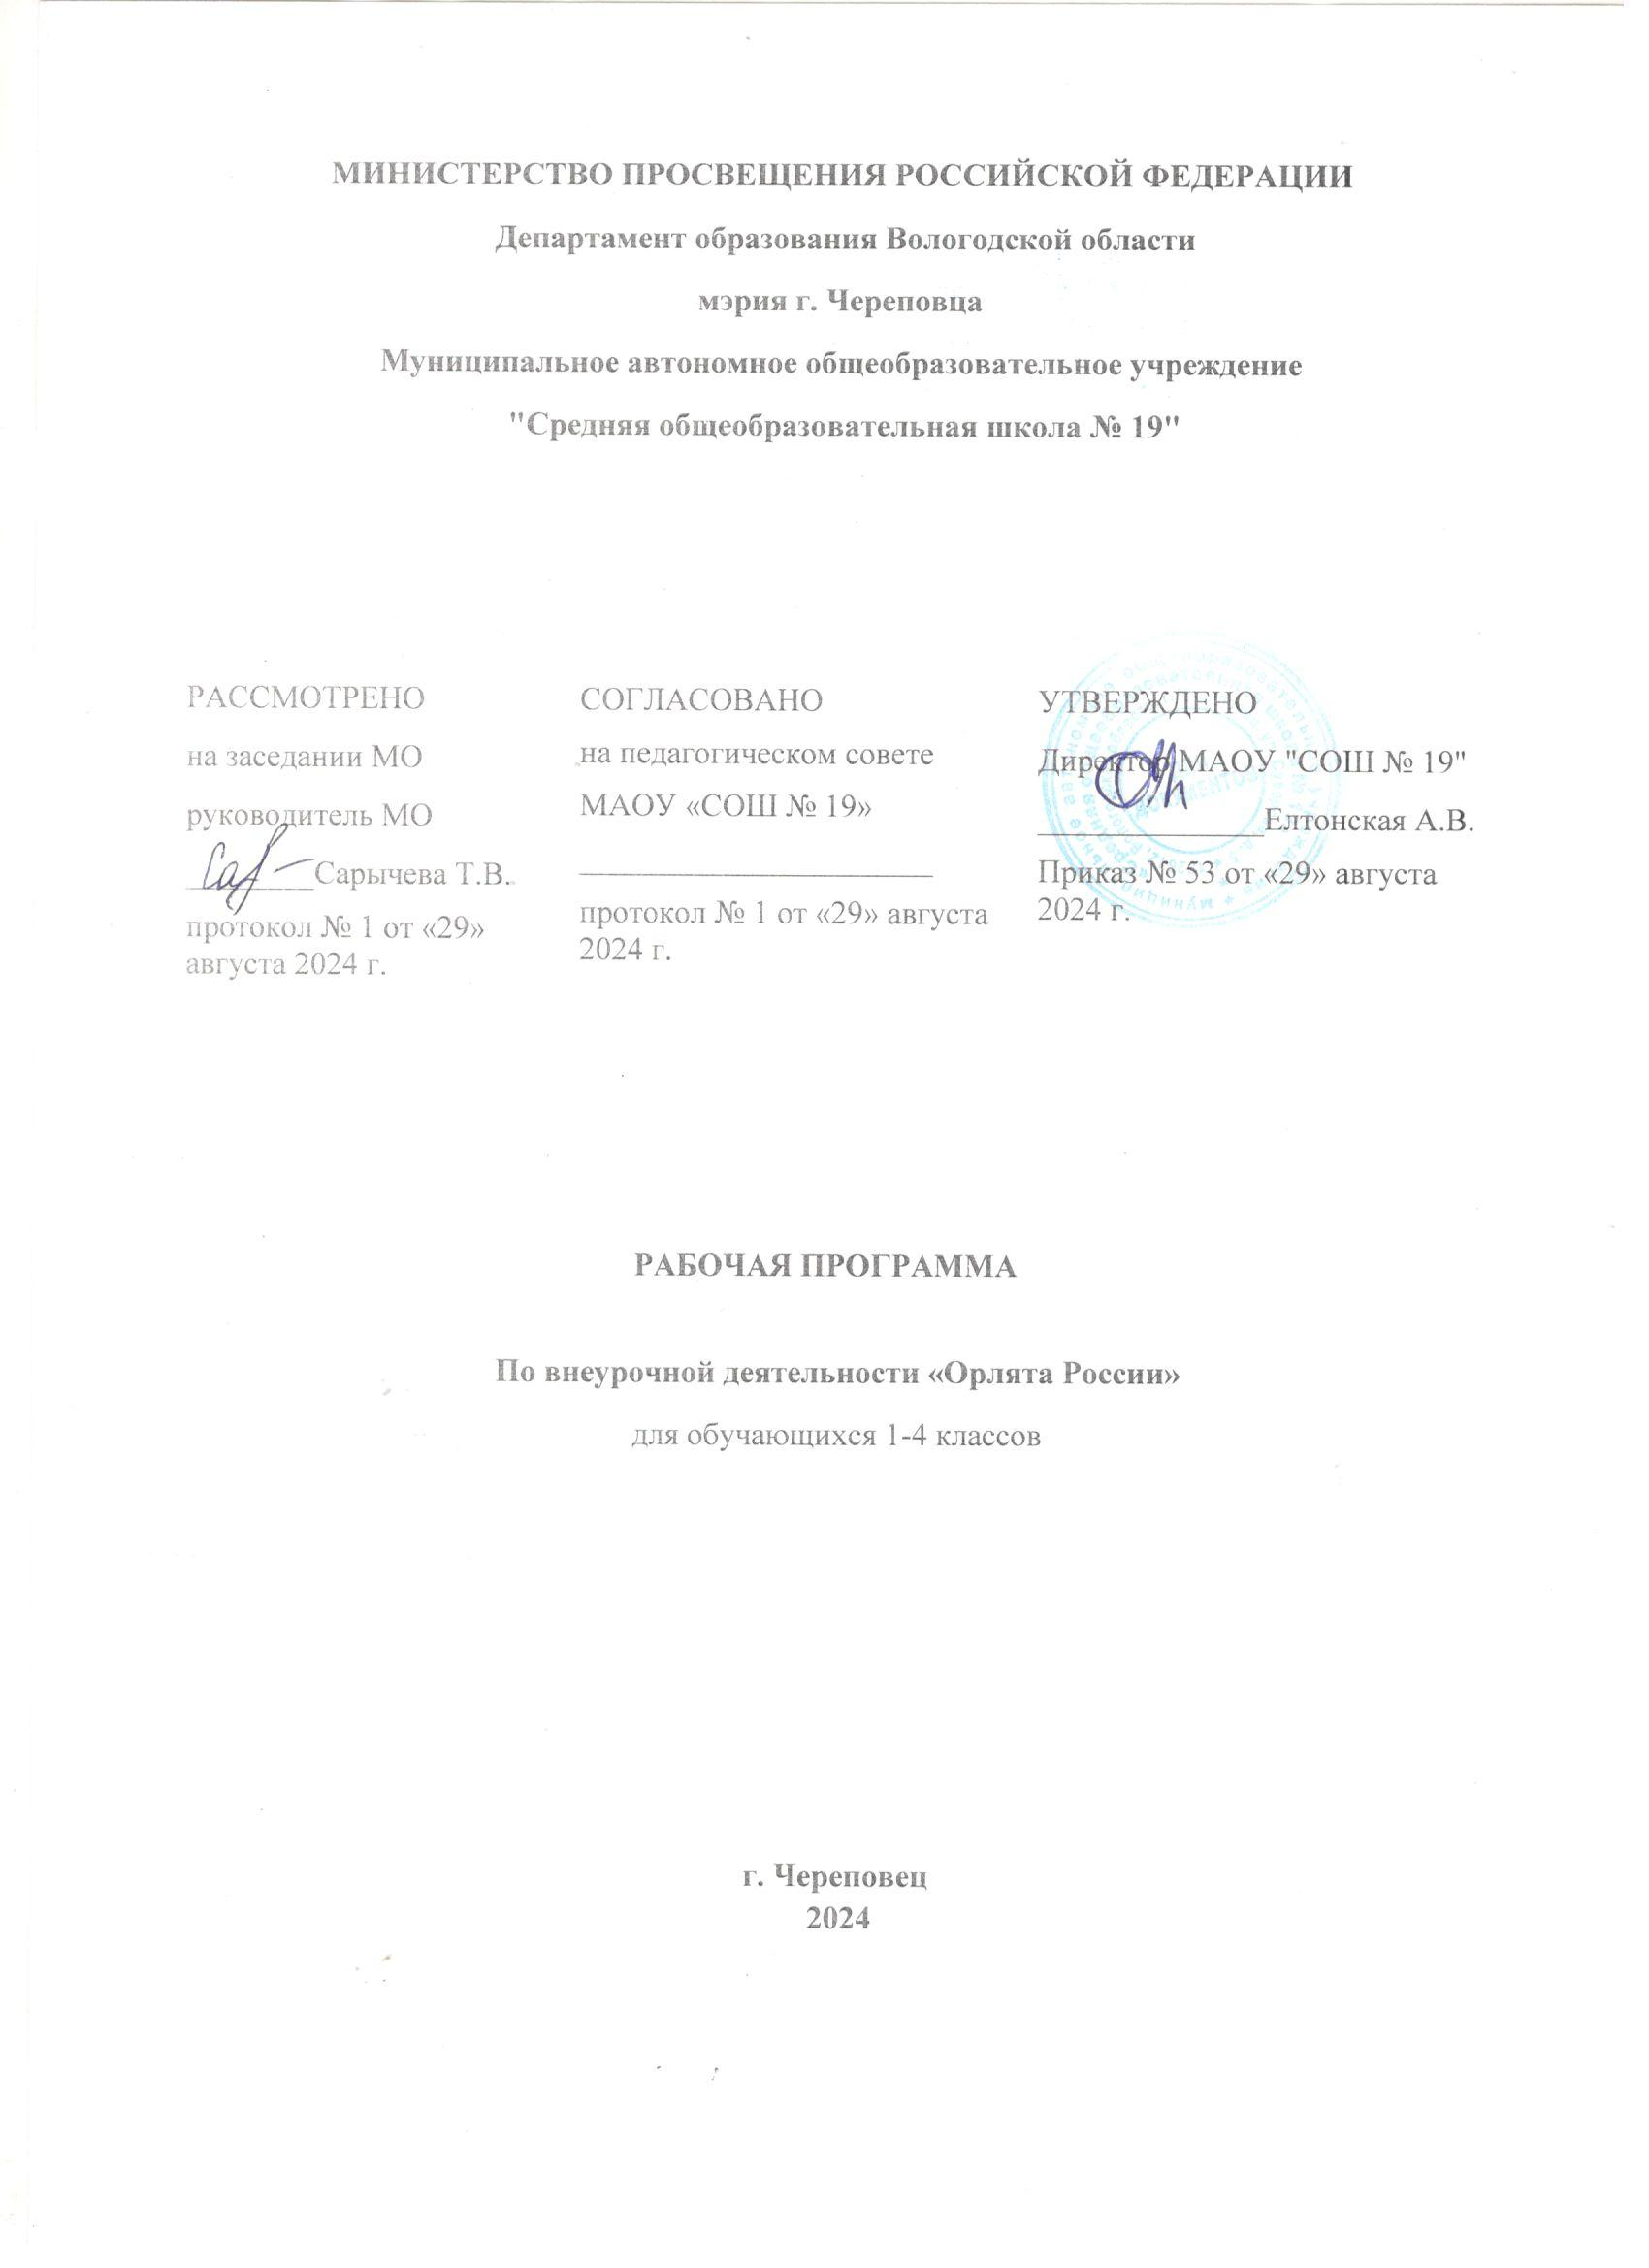 МИНИСТЕРСТВО ПРОСВЕЩЕНИЯ РОССИЙСКОЙ ФЕДЕРАЦИИ
Департамент образования Вологодской области
мэрия г. Череповца
Муниципальное автономное общеобразовательное учреждение
"Средняя общеобразовательная школа № 19"
РАССМОТРЕНО
на заседании МО
руководитель МО
________Сарычева Т.В.
протокол № 1 от «29»
августа 2024 г.
СОГЛАСОВАНО
на педагогическом совете
МАОУ «СОШ № 19»
______________________
протокол № 1 от «29» августа
2024 г.
УТВЕРЖДЕНО
Директор МАОУ "СОШ № 19"
______________Елтонская А.В.
Приказ № 53 от «29» августа
2024 г.
РАБОЧАЯ ПРОГРАММА
По внеурочной деятельности «Орлята России»
для обучающихся 1-4 классов
г. Череповец
2024